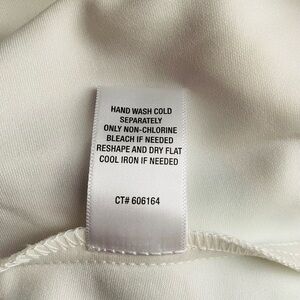 HAND WASH COLD
SEPARATELY
ONLY NON-CHLORINE
BLEACH IF NEEDED
RESHAPE AND DRY FLAT
COOL IRON IF NEEDED
CT# 606164